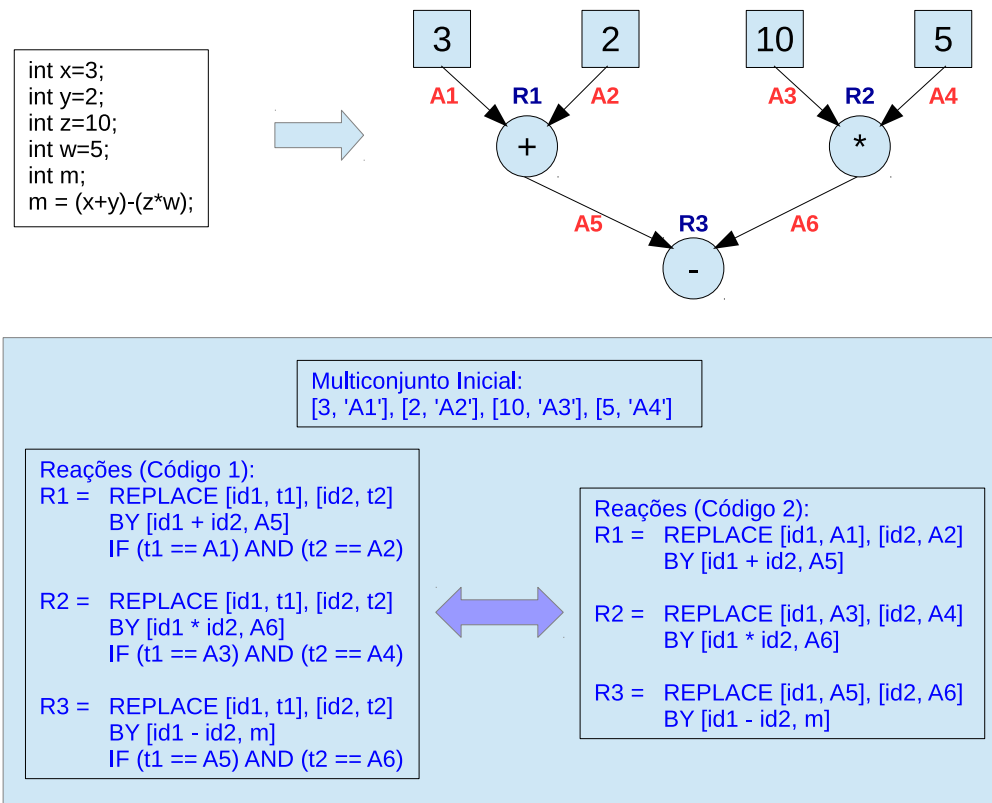 int x=3;
int y=2;
int z=10;
int w=5;
int m;
m = (x+y)-(z*w);
3
2
10
5
A1
R1
A2
A3
R2
A4
+
*
A5
R3
A6
-
Multiconjunto Inicial:
[3, 'A1'], [2, 'A2'], [10, 'A3'], [5, 'A4']
Reações (Código 1):
R1 = REPLACE [id1, t1], [id2, t2]
BY [id1 + id2, A5]
IF (t1 == A1) AND (t2 == A2)
R2 = REPLACE [id1, t1], [id2, t2]
BY [id1 * id2, A6]
IF (t1 == A3) AND (t2 == A4)
R3 = REPLACE [id1, t1], [id2, t2]
BY [id1 - id2, m]
IF (t1 == A5) AND (t2 == A6)
Reações (Código 2):
R1 = REPLACE [id1, A1], [id2, A2]
BY [id1 + id2, A5]
R2 = REPLACE [id1, A3], [id2, A4]
BY [id1 * id2, A6]
R3 = REPLACE [id1, A5], [id2, A6]
BY [id1 - id2, m]